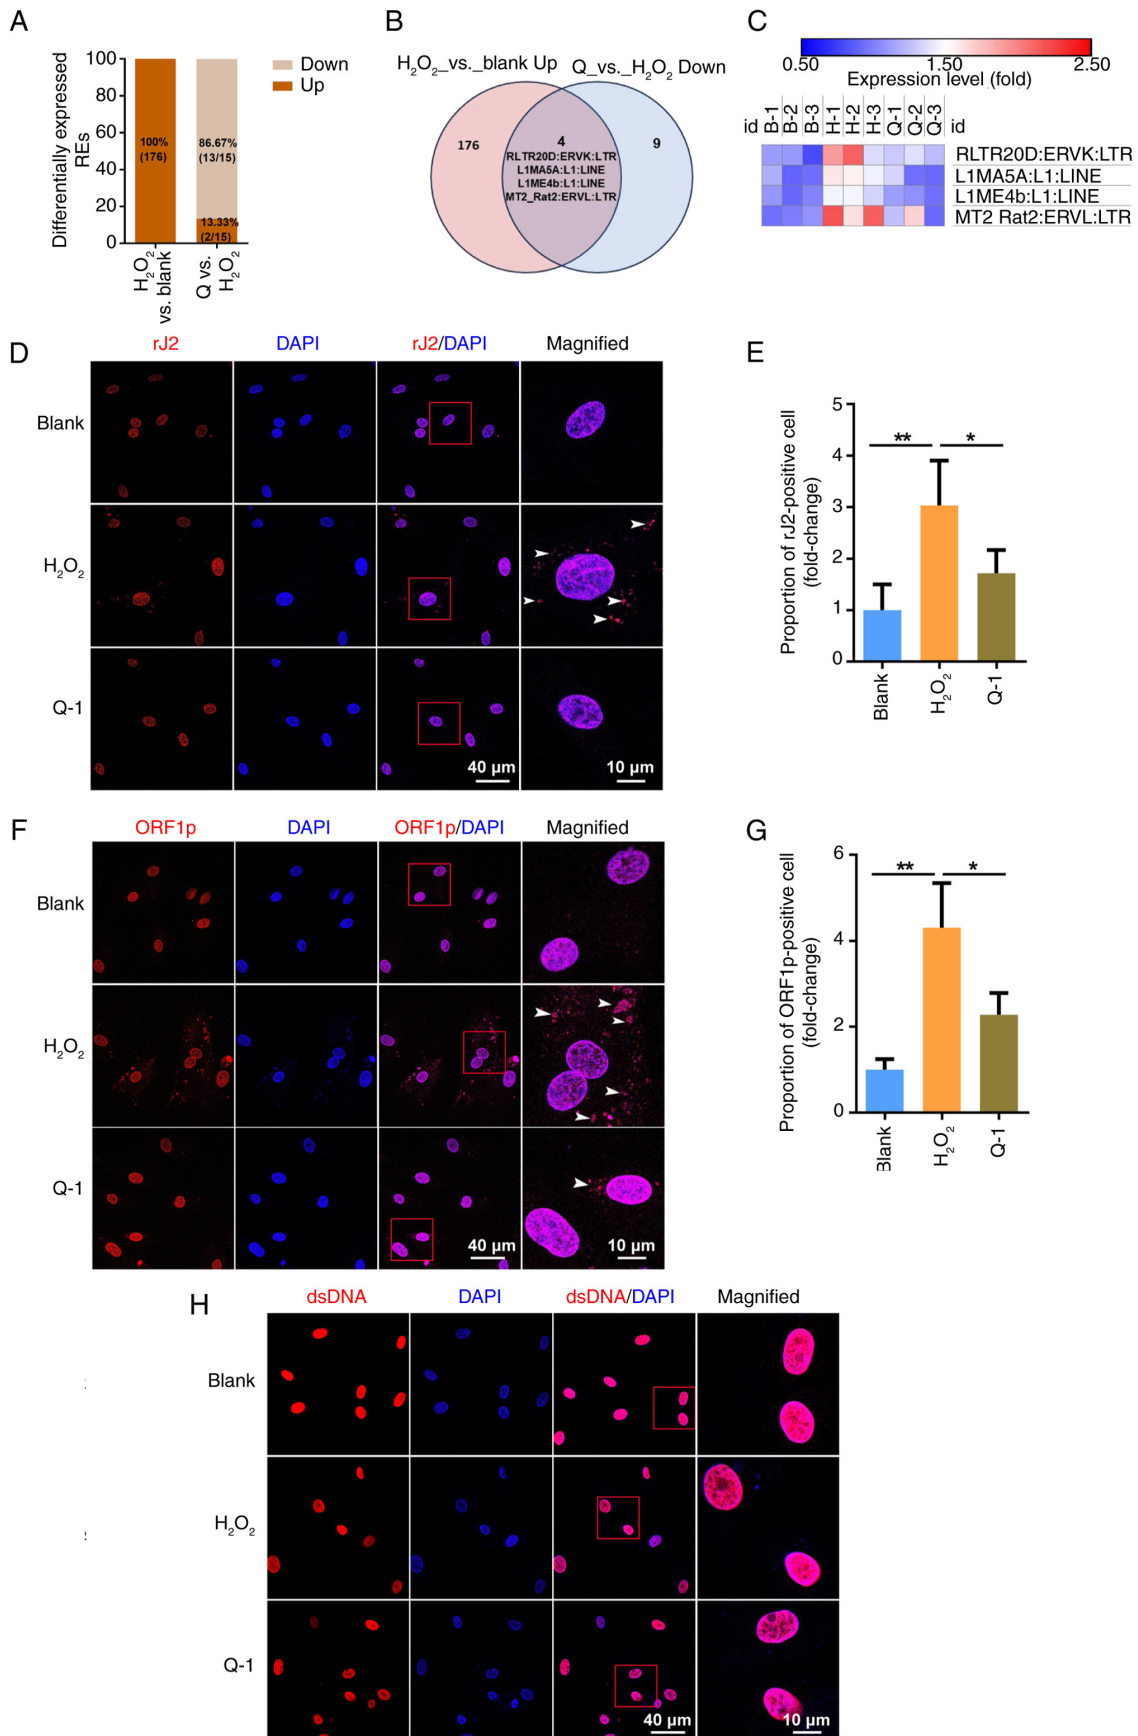 A
Differentially expressed
REs
100
80
60
40
20
0
100%
(176)
86.67%
(13/15)
13.33%
(2/15)
Down
Up
H2O2
vs. blank
Q vs.
H2O2
B
H2O2_vs._blank Up
Q_vs._H2O2 Down
176
4
9
RLTR20D:ERVK:LTR
L1MA5A:L1:LINE
L1ME4b:L1:LINE
MT2_Rat2:ERVL:LTR
C
0.50 1.50 2.50
Expression level (fold)
id B-1 B-2 B-3 H-1 H-2 H-3 Q-1 Q-2 Q-3 id
RLTR20D:ERVK:LTR
L1MA5A:L1:LINE
L1ME4b:L1:LINE
MT2 Rat2:ERVL:LTR
D
rJ2 DAPI rJ2/DAPI Magnified
Blank
H2O2
Q-1
40 µm 10 µm
E
Proportion of rJ2-positive cell
(fold-change)
5
4
3
2
1
0
** *
Blank H2O2 Q-1
F
ORF1p DAPI ORF1p/DAPI Magnified
Blank
H2O2
Q-1
40 µm 10 µm
G
Proportion of ORF1p-positive cell
(fold-change)
6
4
2
0
** *
Blank H2O2 Q-1
H
dsDNA DAPI dsDNA/DAPI Magnified
Blank
H2O2
Q-1
40 µm 10 µm